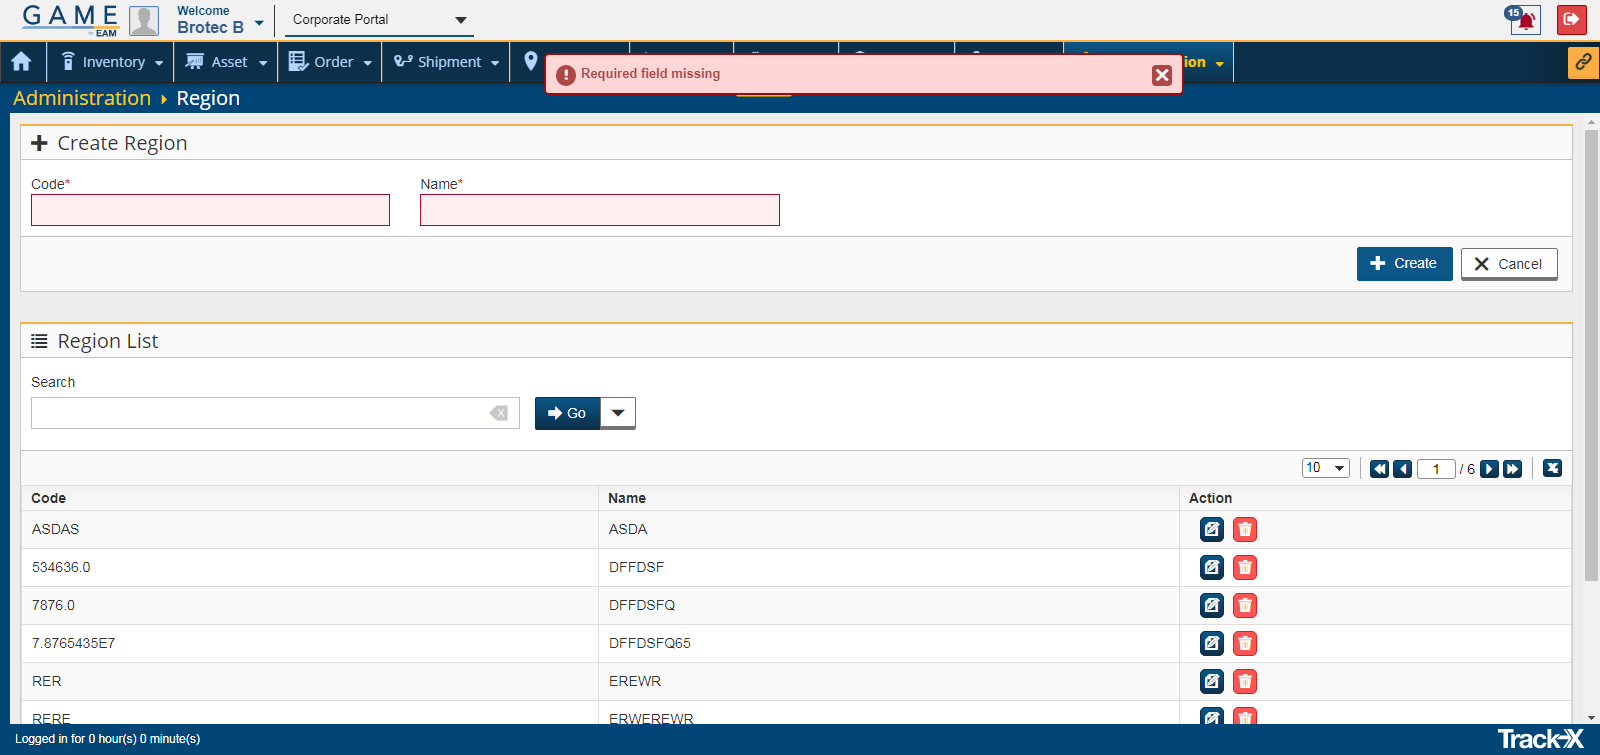 GAME
by EAM
Welcome
Brotec B
Corporate Portal
15
Inventory
Asset
Order
Shipment
ion
Required field missing
Administration
Region
Create Region
Code*
Name*
Create
Cancel
Region List
Search
Go
10
1 / 6
Code Name Action
ASDAS ASDA
534636.0 DFFDSF
7876.0 DFFDSFQ
7.8765435E7 DFFDSFQ65
RER EREWR
RERE ERWEREWR
Logged in for 0 hour(s) 0 minute(s)
Track-X